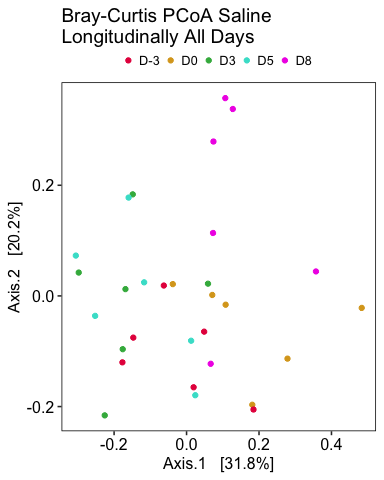 Bray-Curtis PCoA Saline
Longitudinally All Days
D-3 D0 D3 D5 D8
Axis.2 [20.2%]
0.2
0.0
-0.2
-0.2 0.0 0.2 0.4
Axis.1 [31.8%]